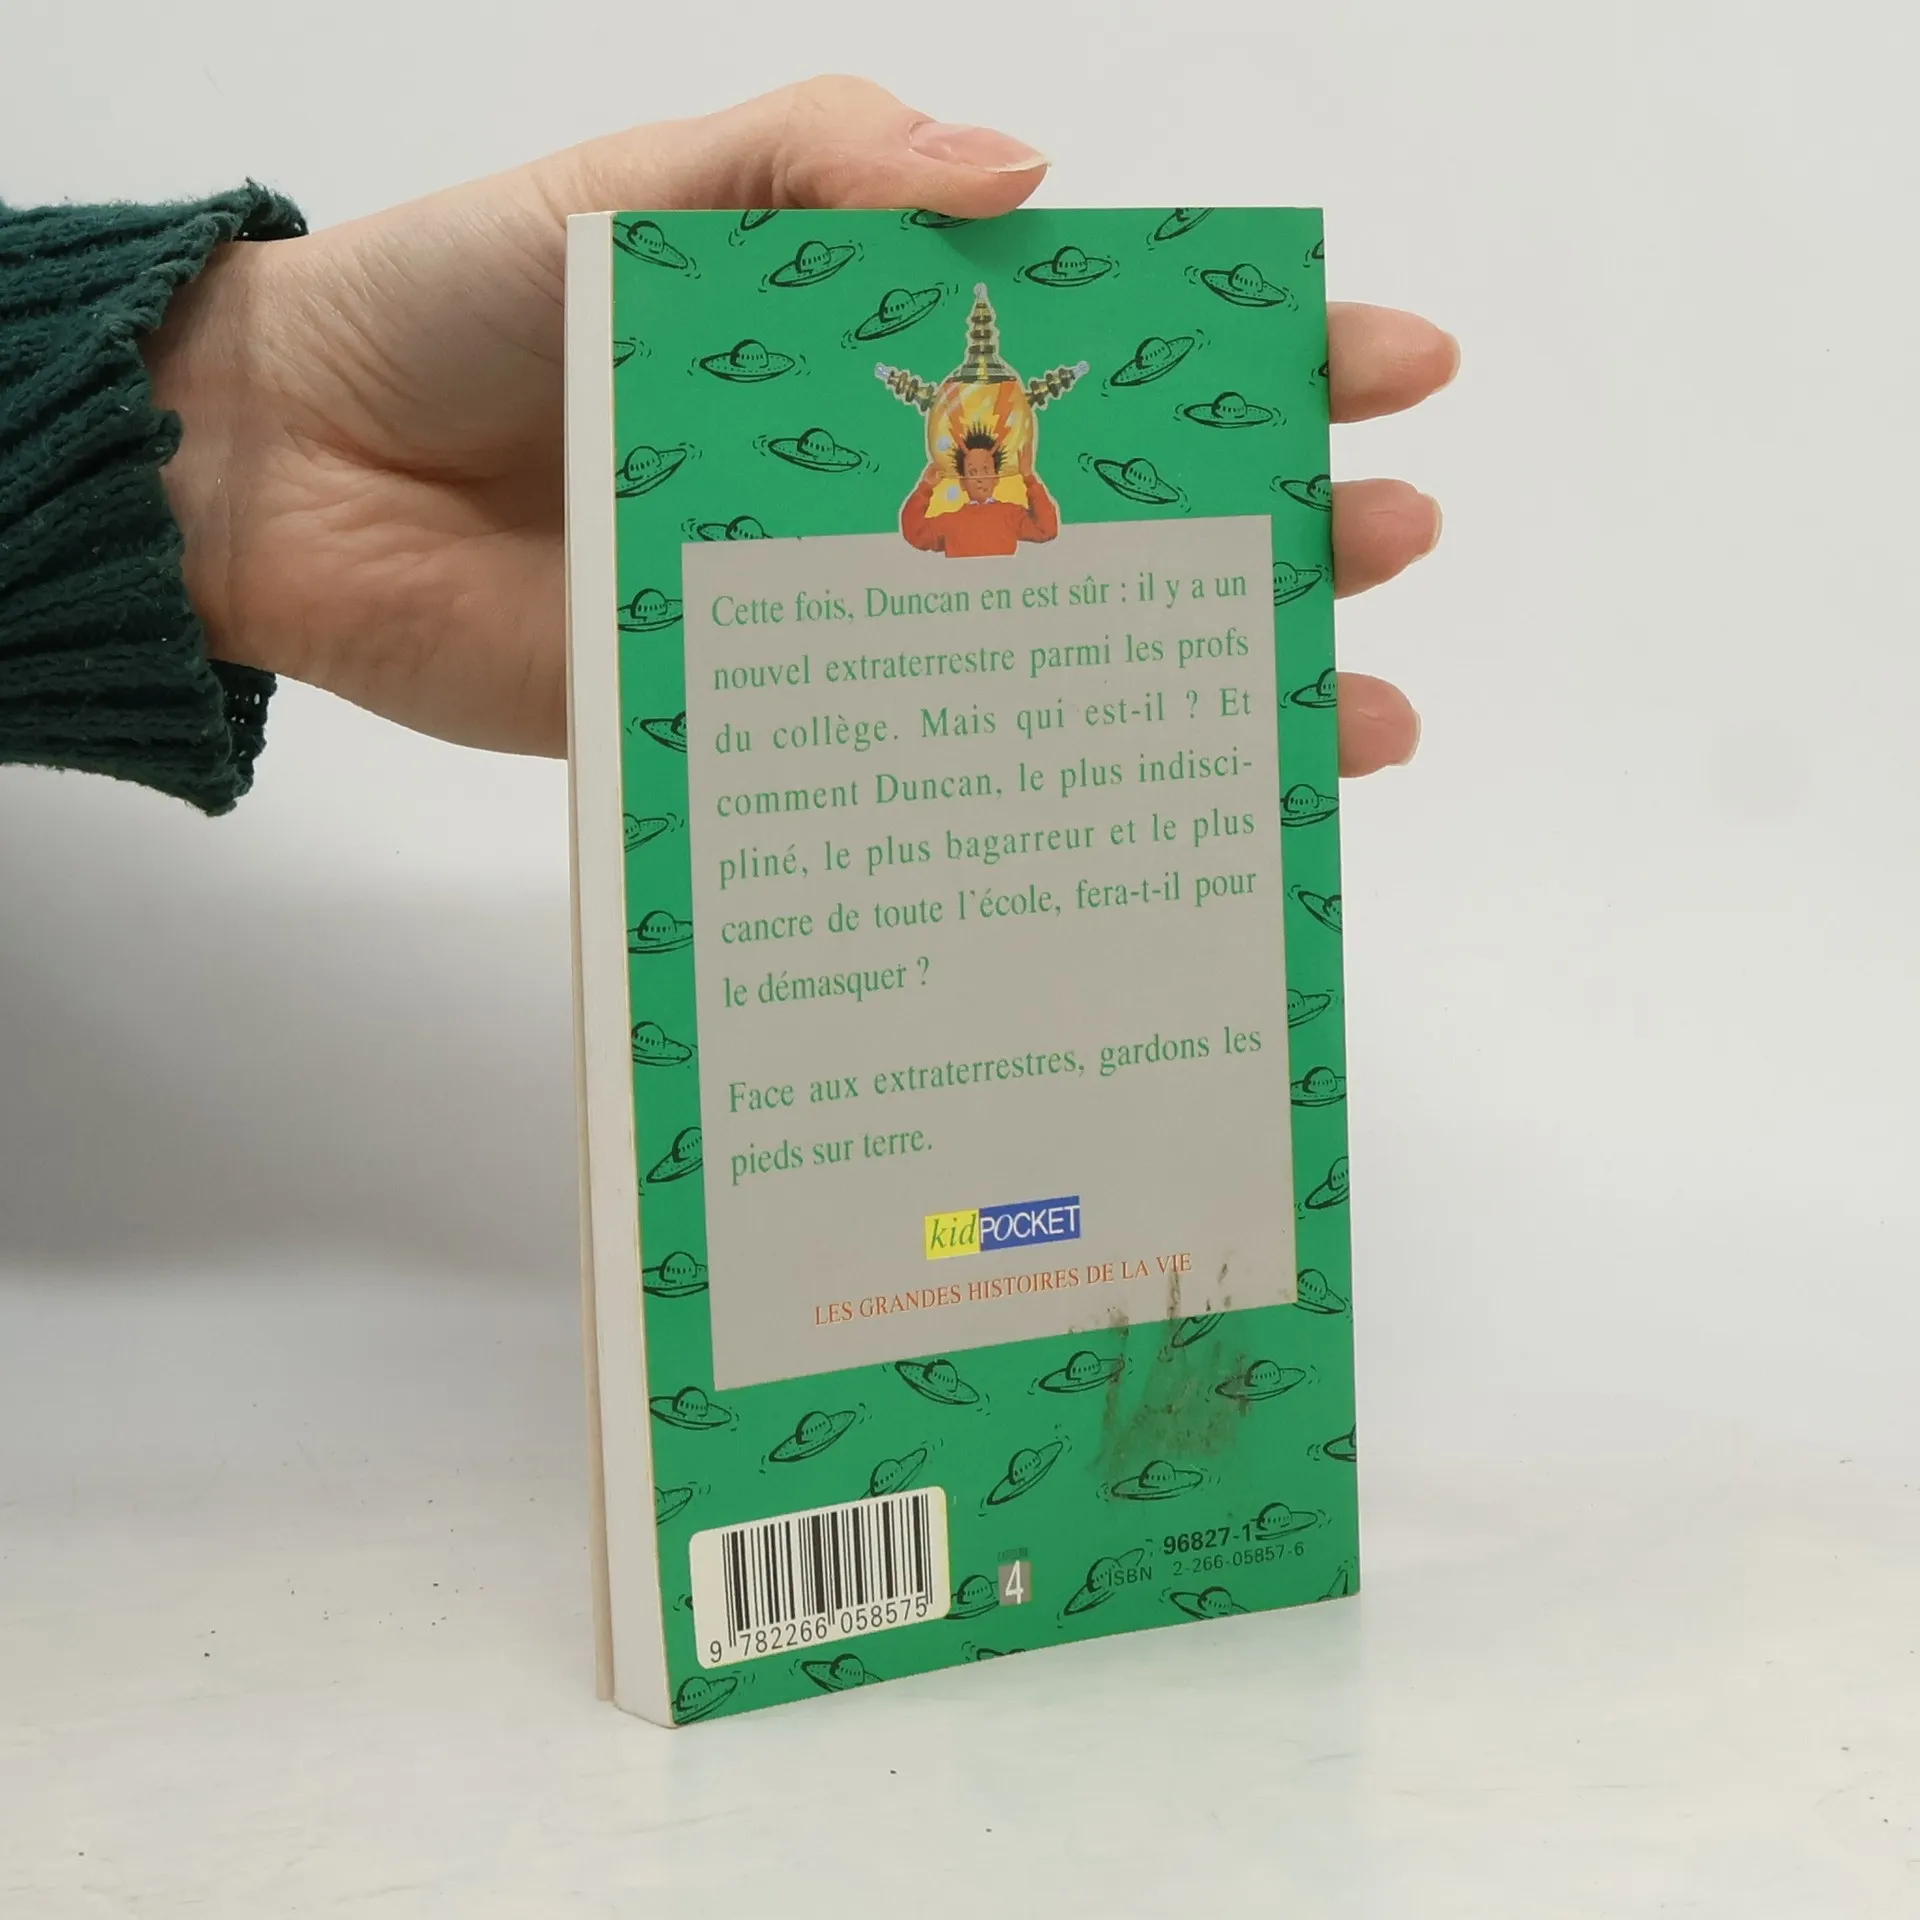 Cette fois, Duncan en est sûr : il y a un
nouvel extraterrestre parmi les profs
du collège. Mais qui est-il ? Et
comment Duncan, le plus indisci-
pliné, le plus bagarreur et le plus
cancre de toute l'école, fera-t-il pour
le démasquer ?
Face aux extraterrestres, gardons les
pieds sur terre.
kidPOCKET
LES GRANDES HISTOIRES DE LA VIE
9 782266 058575
4
96827-1
ISBN 2-266-05857-6